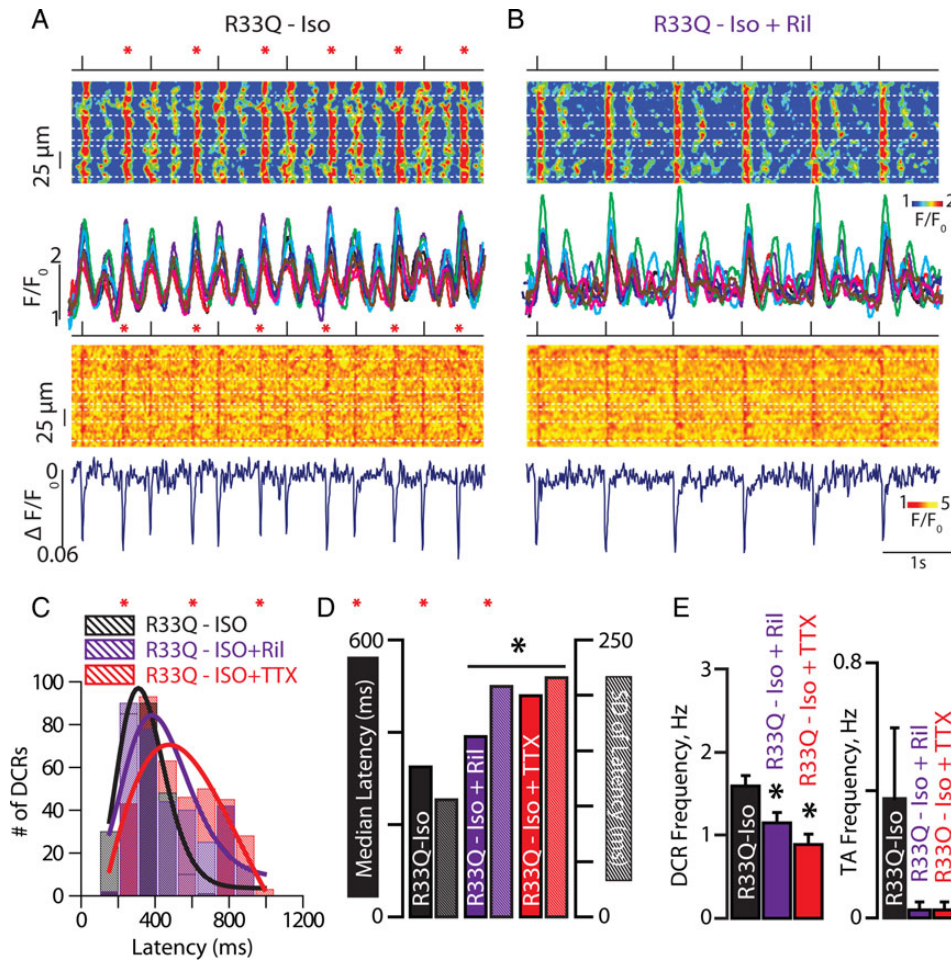 A R33Q - Iso
B R33Q - Iso + Ril
* * * * * *
25 µm
1 2
F/F0
2
F/F0
1
* * * * * *
25 µm
0
Δ F/F0
0.06
1 5
F/F0
1s
C * * *
R33Q - ISO
R33Q - ISO+Ril
R33Q - ISO+TTX
100
80
60
40
20
0
# of DCRs
0 400 800 1200
Latency (ms)
D * * *
600
0
Median Latency (ms)
R33Q-Iso
R33Q - Iso + Ril
R33Q - Iso + TTX
*
250
0
SD of Latency (ms)
E
3
2
1
0
DCR Frequency, Hz
R33Q-Iso
* R33Q - Iso + Ril
* R33Q - Iso + TTX
0.8
0
TA Frequency, Hz
R33Q-Iso
R33Q - Iso + Ril
R33Q - Iso + TTX